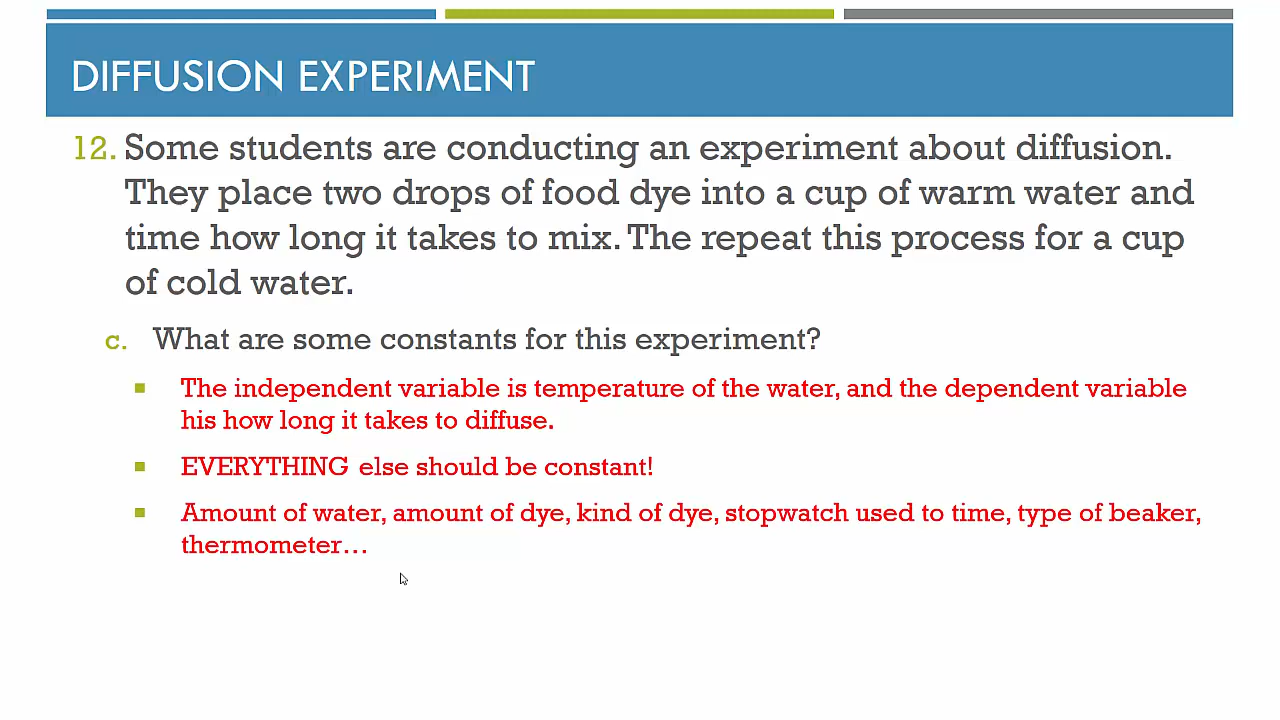 DIFFUSION EXPERIMENT
12. Some students are conducting an experiment about diffusion.
They place two drops of food dye into a cup of warm water and
time how long it takes to mix. The repeat this process for a cup
of cold water.
c. What are some constants for this experiment?
The independent variable is temperature of the water, and the dependent variable
his how long it takes to diffuse.
EVERYTHING else should be constant!
Amount of water, amount of dye, kind of dye, stopwatch used to time, type of beaker,
thermometer…